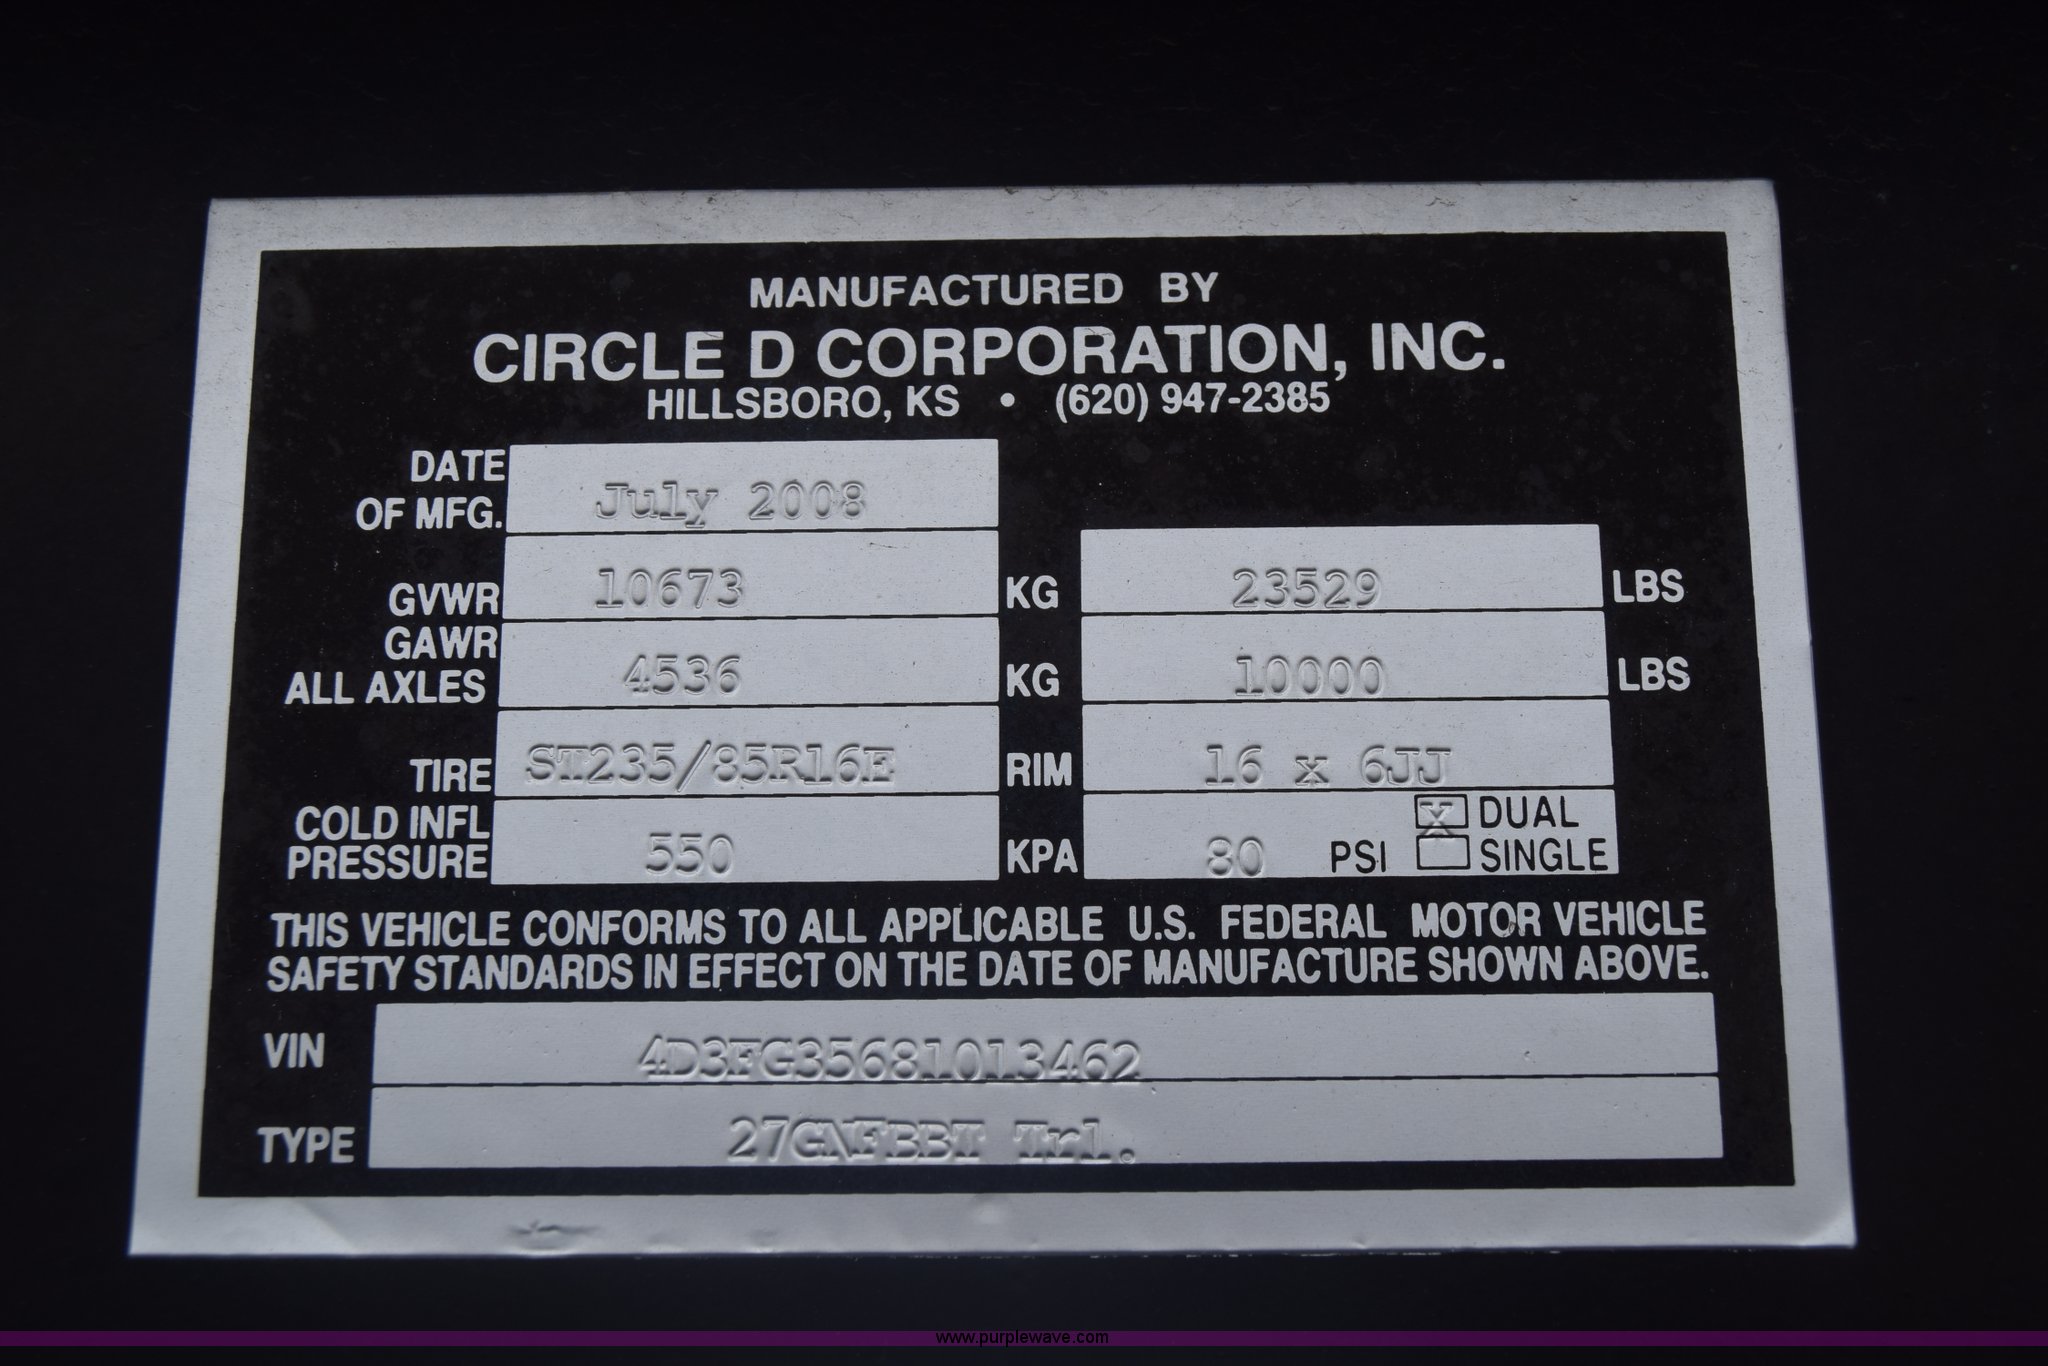 MANUFACTURED BY
CIRCLE D CORPORATION, INC.
HILLSBORO, KS • (620) 947-2385
DATE
OF MFG. July 2008
GVWR 10673 KG 23529 LBS
GAWR
ALL AXLES 4536 KG 10000 LBS
TIRE ST235/85R16E RIM 16 x 6JJ
COLD INFL
PRESSURE 550 KPA 80 PSI X DUAL
SINGLE
THIS VEHICLE CONFORMS TO ALL APPLICABLE U.S. FEDERAL MOTOR VEHICLE
SAFETY STANDARDS IN EFFECT ON THE DATE OF MANUFACTURE SHOWN ABOVE.
VIN 4D3FG35681013462
TYPE 27GNFBBT Trl.
www.purplewave.com